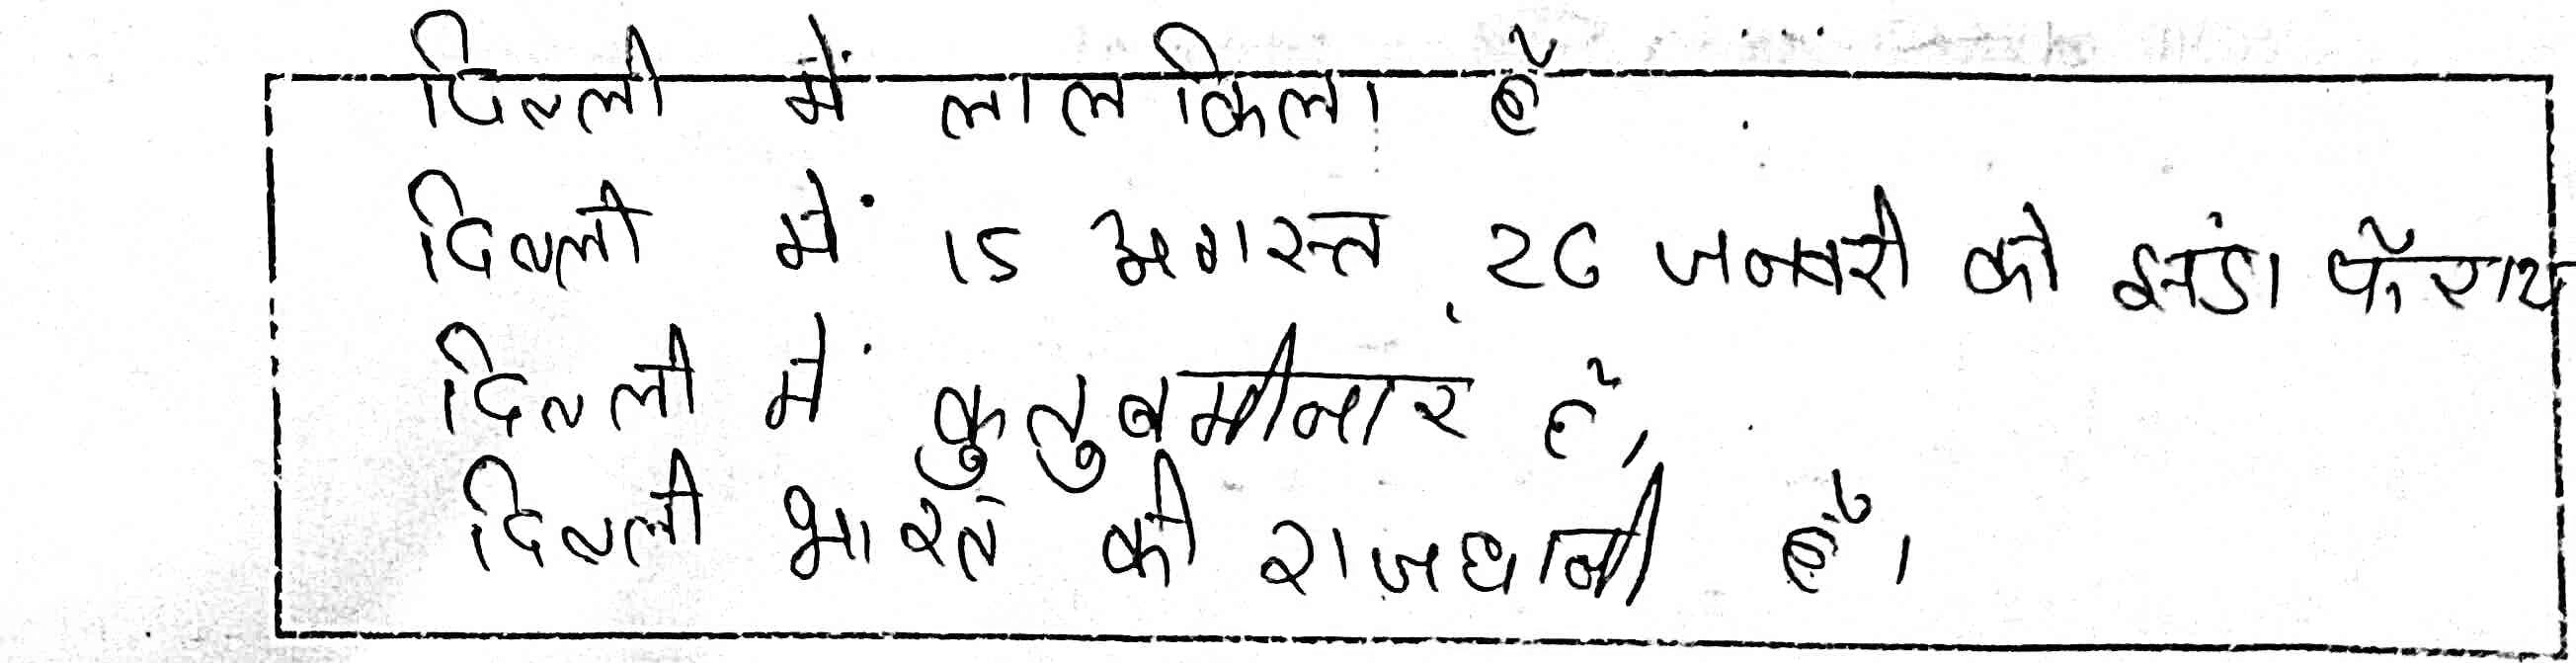 दिल्ली में लाल किला हैं
दिल्ली में 15 अगस्त, 26 जनवरी को झंडा फैराय
दिल्ली में कुतुबमीनार हैं,
दिल्ली भारत की राजधानी हैं।